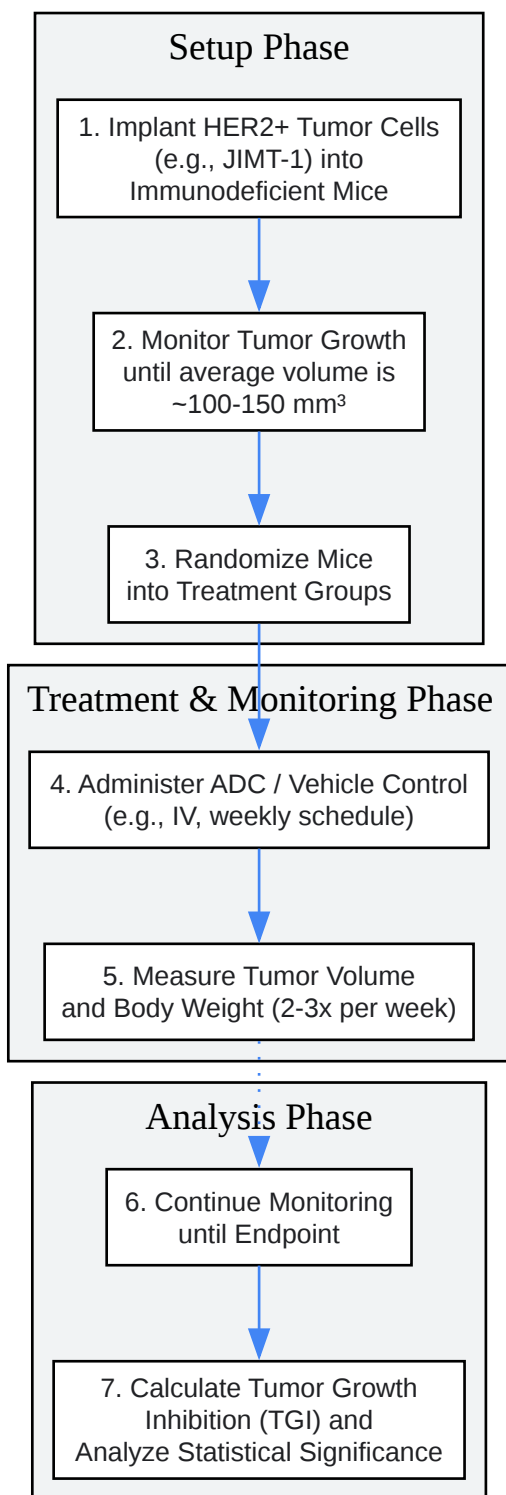 Setup Phase
1. Implant HER2+ Tumor Cells
(e.g., JIMT-1) into
Immunodeficient Mice
2. Monitor Tumor Growth
until average volume is
~100-150 mm³
3. Randomize Mice
into Treatment Groups
Treatment & Monitoring Phase
4. Administer ADC / Vehicle Control
(e.g., IV, weekly schedule)
5. Measure Tumor Volume
and Body Weight (2-3x per week)
Analysis Phase
6. Continue Monitoring
until Endpoint
7. Calculate Tumor Growth
Inhibition (TGI) and
Analyze Statistical Significance